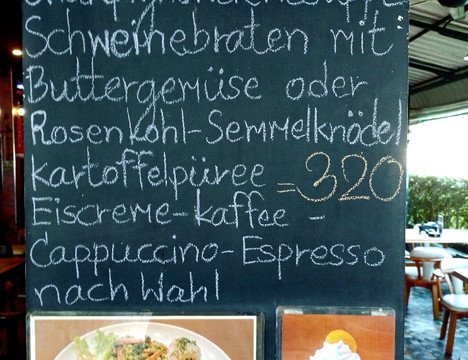 Schweinebraten mit
Buttergemüse oder
Rosenkohl-Semmelknödel
Kartoffelpüree = 320
Eiscreme-kaffee -
Cappuccino-Espresso
nach Wahl